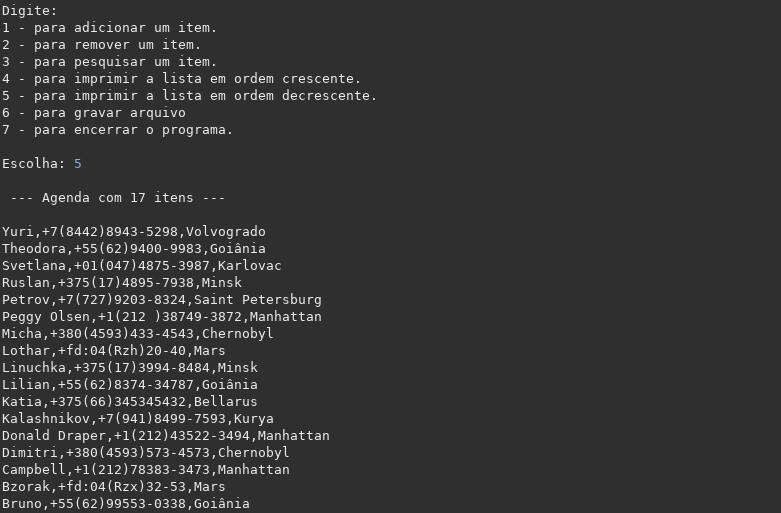 Digite:
1 - para adicionar um item.
2 - para remover um item.
3 - para pesquisar um item.
4 - para imprimir a lista em ordem crescente.
5 - para imprimir a lista em ordem decrescente.
6 - para gravar arquivo
7 - para encerrar o programa.
Escolha: 5
--- Agenda com 17 itens ---
Yuri,+7(8442)8943-5298,Volvogrado
Theodora,+55(62)9400-9983,Goiânia
Svetlana,+01(047)4875-3987,Karlovac
Ruslan,+375(17)4895-7938,Minsk
Petrov,+7(727)9203-8324,Saint Petersburg
Peggy Olsen,+1(212 )38749-3872,Manhattan
Micha,+380(4593)433-4543,Chernobyl
Lothar,+fd:04(Rzh)20-40,Mars
Linuchka,+375(17)3994-8484,Minsk
Lilian,+55(62)8374-34787,Goiânia
Katia,+375(66)345345432,Bellarus
Kalashnikov,+7(941)8499-7593,Kurya
Donald Draper,+1(212)43522-3494,Manhattan
Dimitri,+380(4593)573-4573,Chernobyl
Campbell,+1(212)78383-3473,Manhattan
Bzorak,+fd:04(Rzx)32-53,Mars
Bruno,+55(62)99553-0338,Goiânia